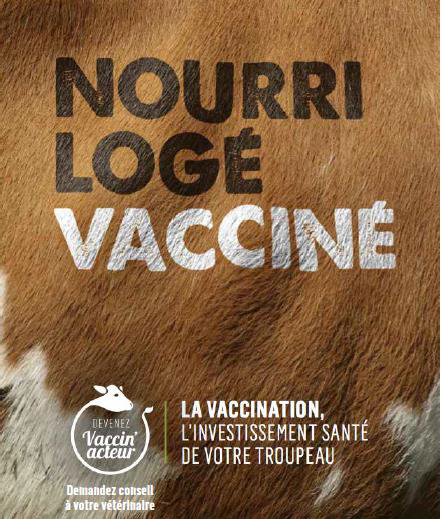 NOURRI
LOGÉ
VACCINÉ
DEVENEZ
Vaccin'
acteur
Demandez conseil
à votre vétérinaire
LA VACCINATION,
L'INVESTISSEMENT SANTÉ
DE VOTRE TROUPEAU